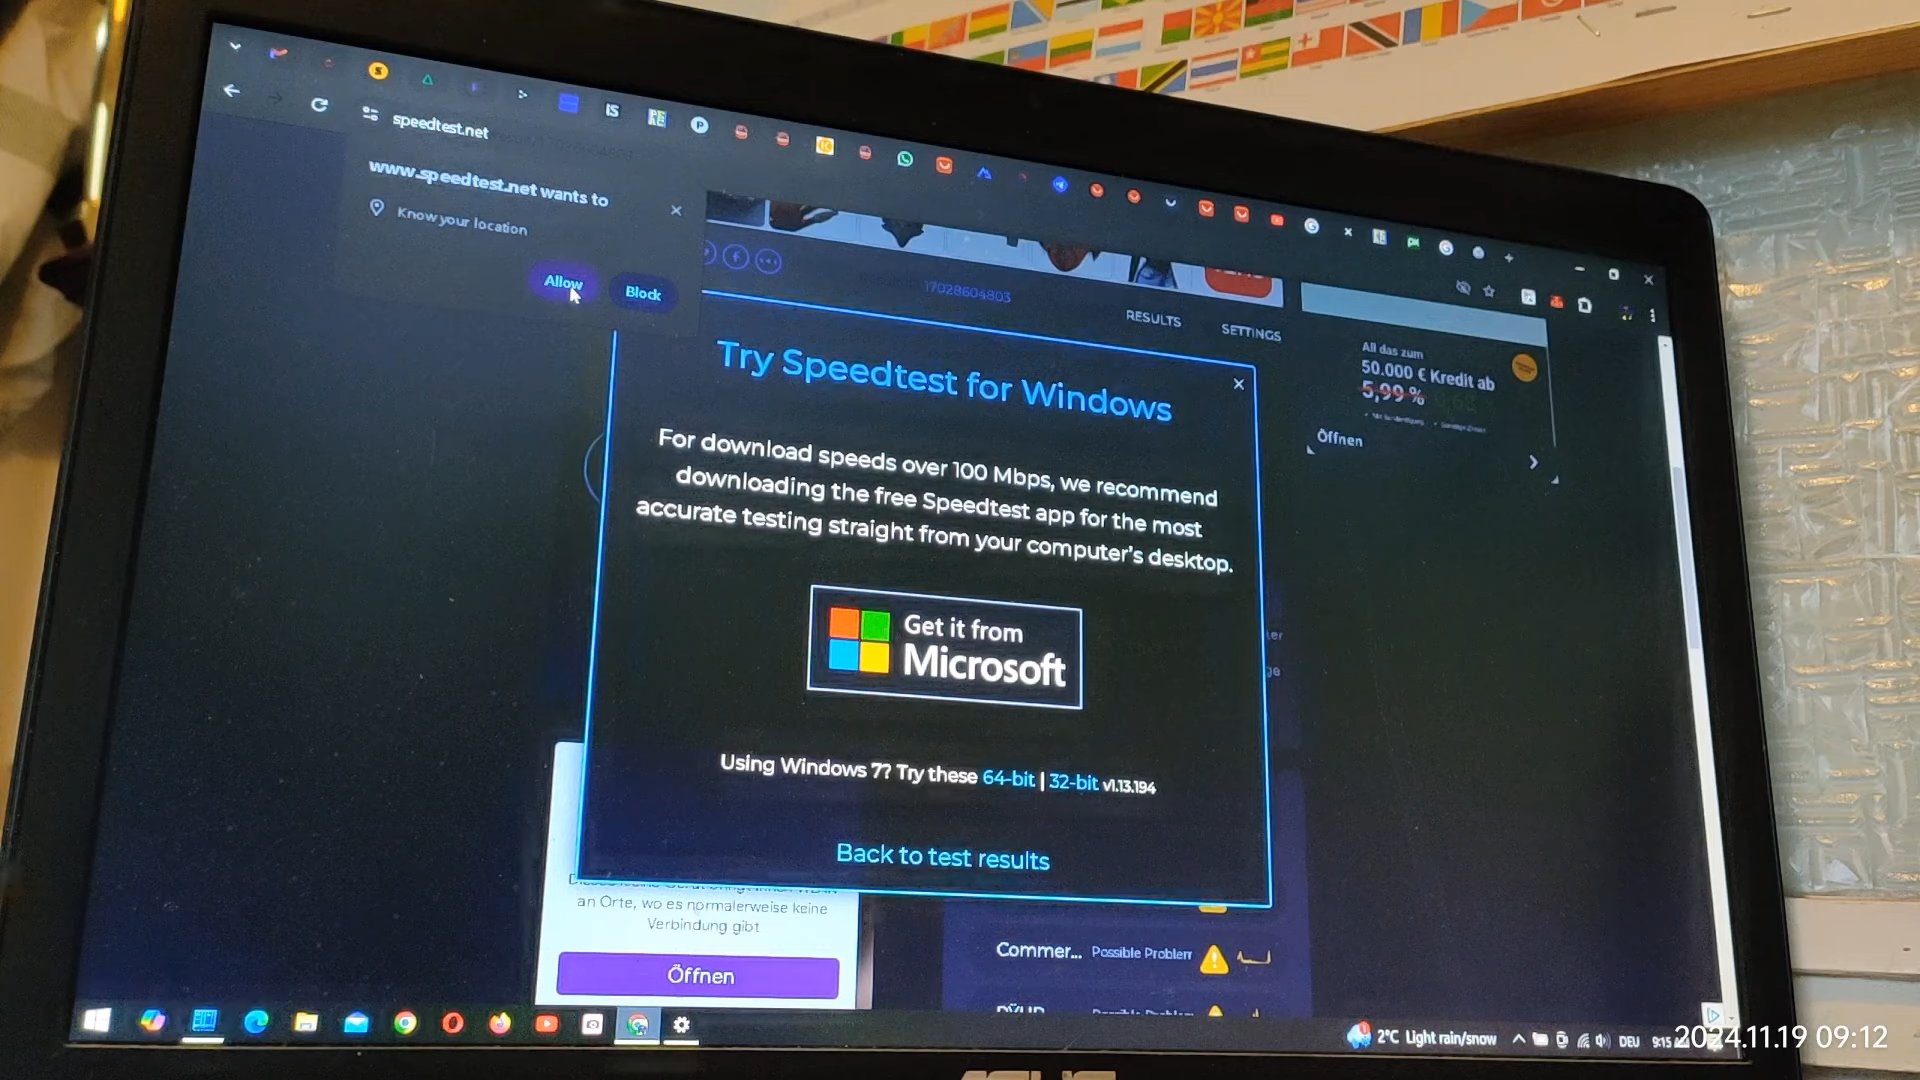 speedtest.net
www.speedtest.net wants to
Know your location
Allow
Block
17028604803
RESULTS
SETTINGS
All das zum
50.000 € Kredit ab
5,99 %
Öffnen
Try Speedtest for Windows
For download speeds over 100 Mbps, we recommend
downloading the free Speedtest app for the most
accurate testing straight from your computer's desktop.
Get it from
Microsoft
Using Windows 7? Try these 64-bit | 32-bit v1.13.194
Back to test results
an Orte, wo es normalerweise keine
Verbindung gibt
Öffnen
Commer... Possible Problem
2°C Light rain/snow
DEU
9:15
2024.11.19 09:12